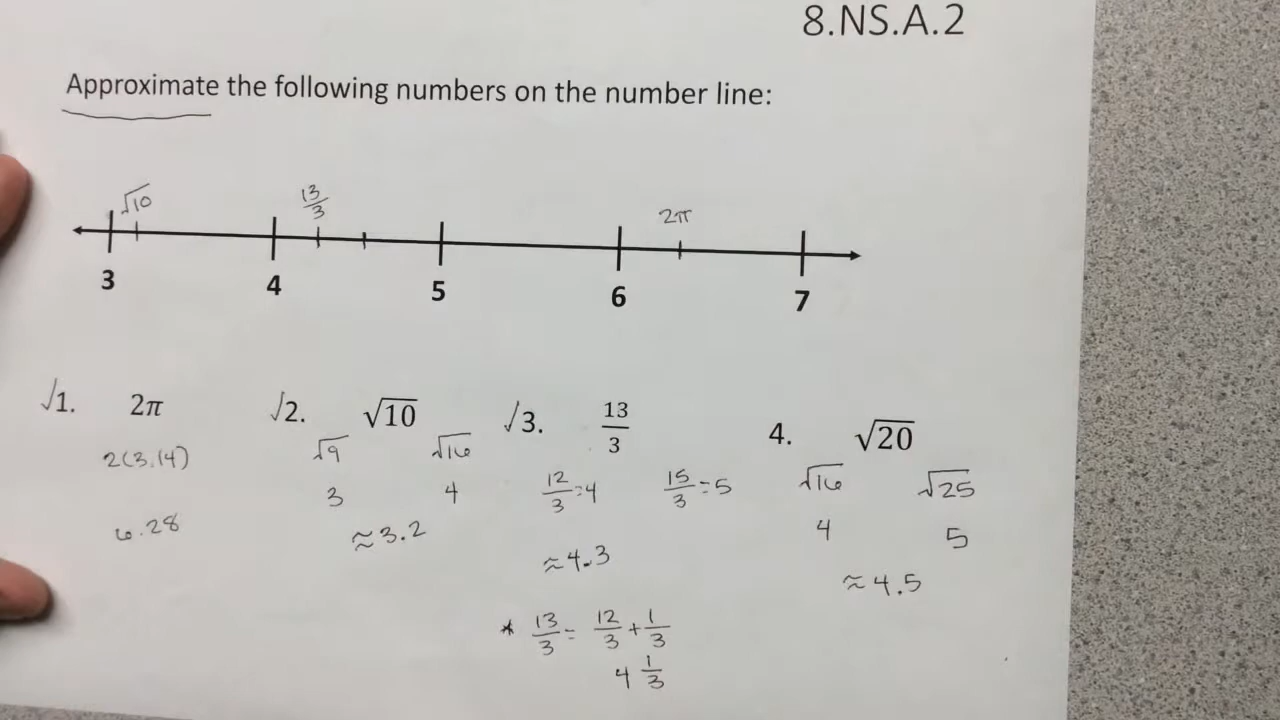 8.NS.A.2
Approximate the following numbers on the number line:
√10 13/3 2π
3 4 5 6 7
√1. 2π
2(3.14)
6.28
√2. √10
√9 √16
3 4
≈3.2
√3. 13/3
12/3=4 15/3=5
≈4.3
* 13/3 = 12/3 + 1/3
4 1/3
4. √20
√16 √25
4 5
≈4.5